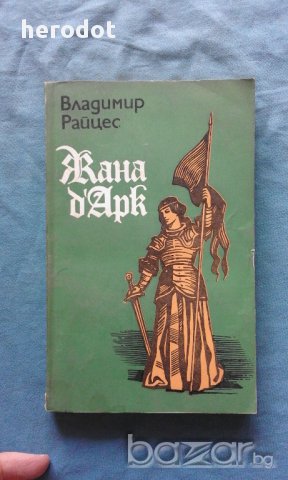 herodot
Владимир
Райцес
Жана
д'Арк
bazar.bg